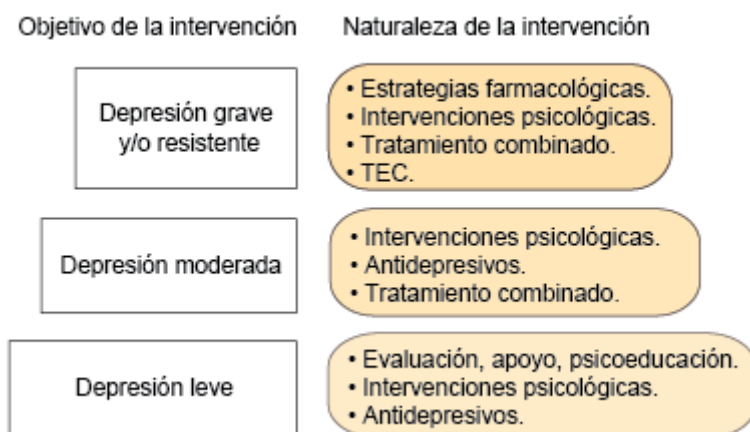 Objetivo de la intervención
Naturaleza de la intervención
Depresión grave
y/o resistente
• Estrategias farmacológicas.
• Intervenciones psicológicas.
• Tratamiento combinado.
• TEC.
Depresión moderada
• Intervenciones psicológicas.
• Antidepresivos.
• Tratamiento combinado.
Depresión leve
• Evaluación, apoyo, psicoeducación.
• Intervenciones psicológicas.
• Antidepresivos.